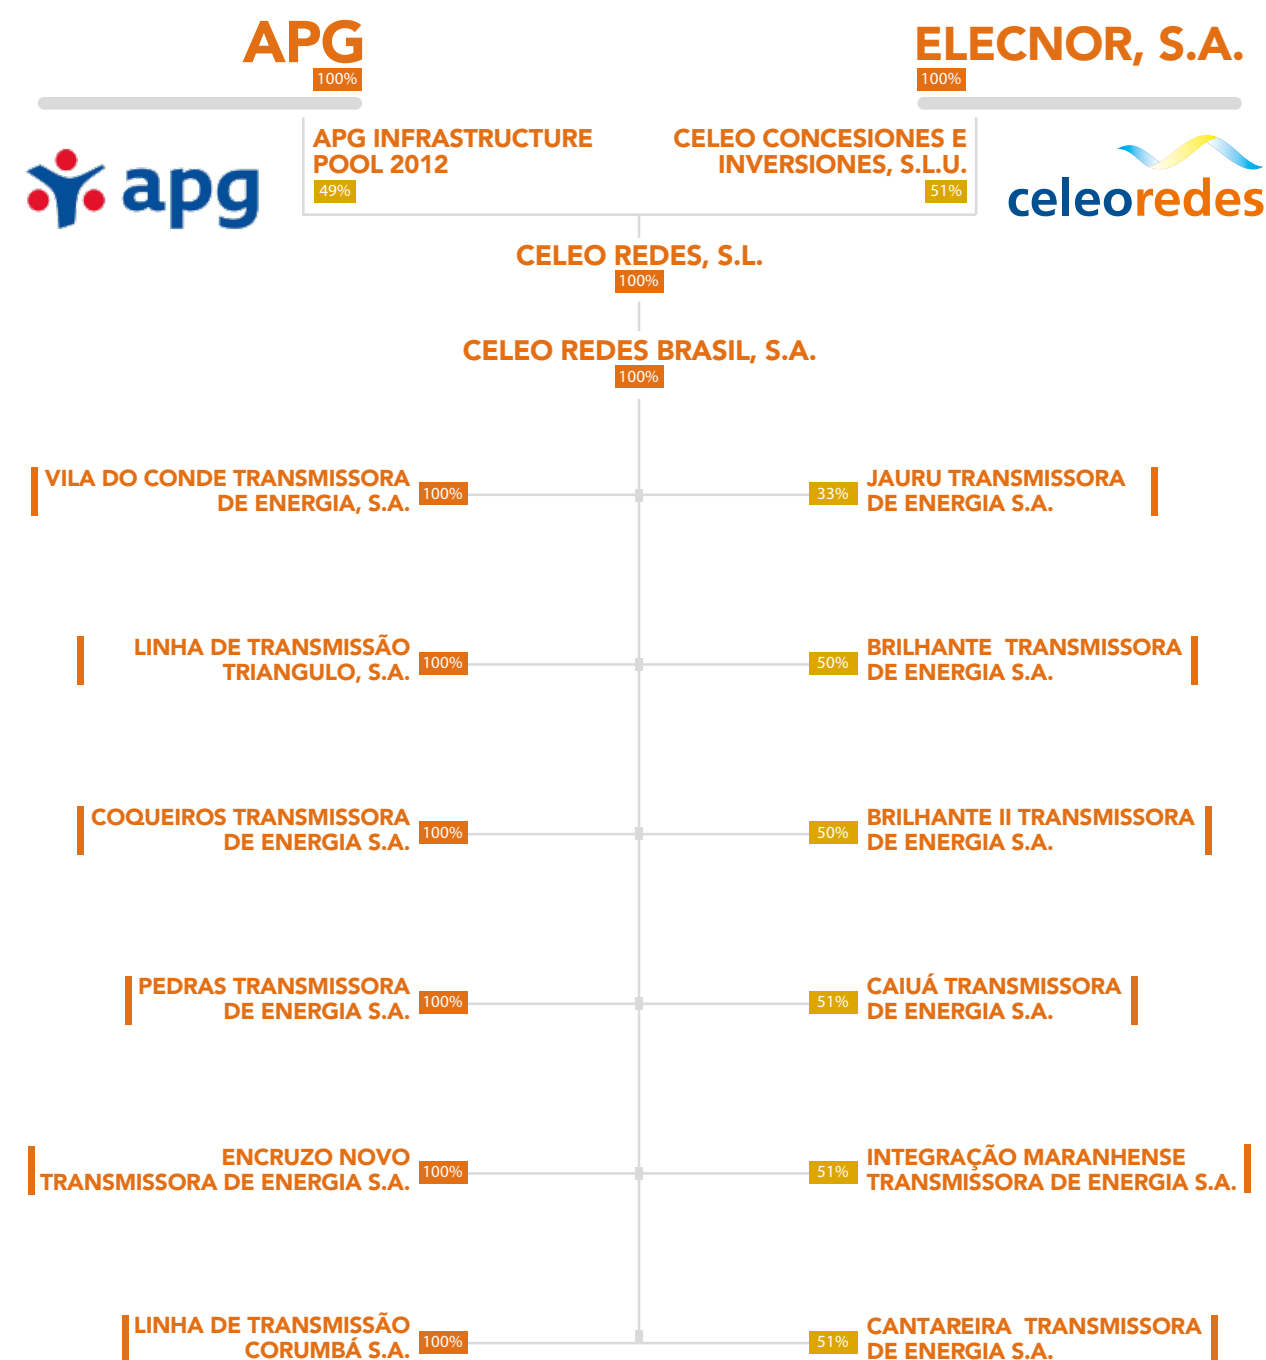 APG
100%
ELECNOR, S.A.
100%
apg
APG INFRASTRUCTURE
POOL 2012
49%
CELEO CONCESIONES E
INVERSIONES, S.L.U.
51%
celeoredes
CELEO REDES, S.L.
100%
CELEO REDES BRASIL, S.A.
100%
VILA DO CONDE TRANSMISSORA
DE ENERGIA, S.A.
100%
33%
JAURU TRANSMISSORA
DE ENERGIA S.A.
LINHA DE TRANSMISSÃO
TRIANGULO, S.A.
100%
50%
BRILHANTE TRANSMISSORA
DE ENERGIA S.A.
COQUEIROS TRANSMISSORA
DE ENERGIA S.A.
100%
50%
BRILHANTE II TRANSMISSORA
DE ENERGIA S.A.
PEDRAS TRANSMISSORA
DE ENERGIA S.A.
100%
51%
CAIUÁ TRANSMISSORA
DE ENERGIA S.A.
ENCRUZO NOVO
TRANSMISSORA DE ENERGIA S.A.
100%
51%
INTEGRAÇÃO MARANHENSE
TRANSMISSORA DE ENERGIA S.A.
LINHA DE TRANSMISSÃO
CORUMBÁ S.A.
100%
51%
CANTAREIRA TRANSMISSORA
DE ENERGIA S.A.